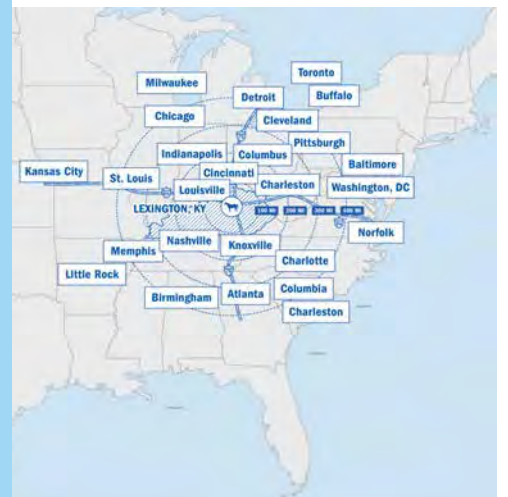 Toronto
Milwaukee
Detroit
Buffalo
Chicago
Cleveland
Pittsburgh
Indianapolis
Columbus
Baltimore
Kansas City
St. Louis
Cincinnati
Charleston
Washington, DC
Louisville
LEXINGTON, KY
100 MI
200 MI
300 MI
400 MI
Norfolk
Nashville
Knoxville
Memphis
Charlotte
Little Rock
Birmingham
Atlanta
Columbia
Charleston